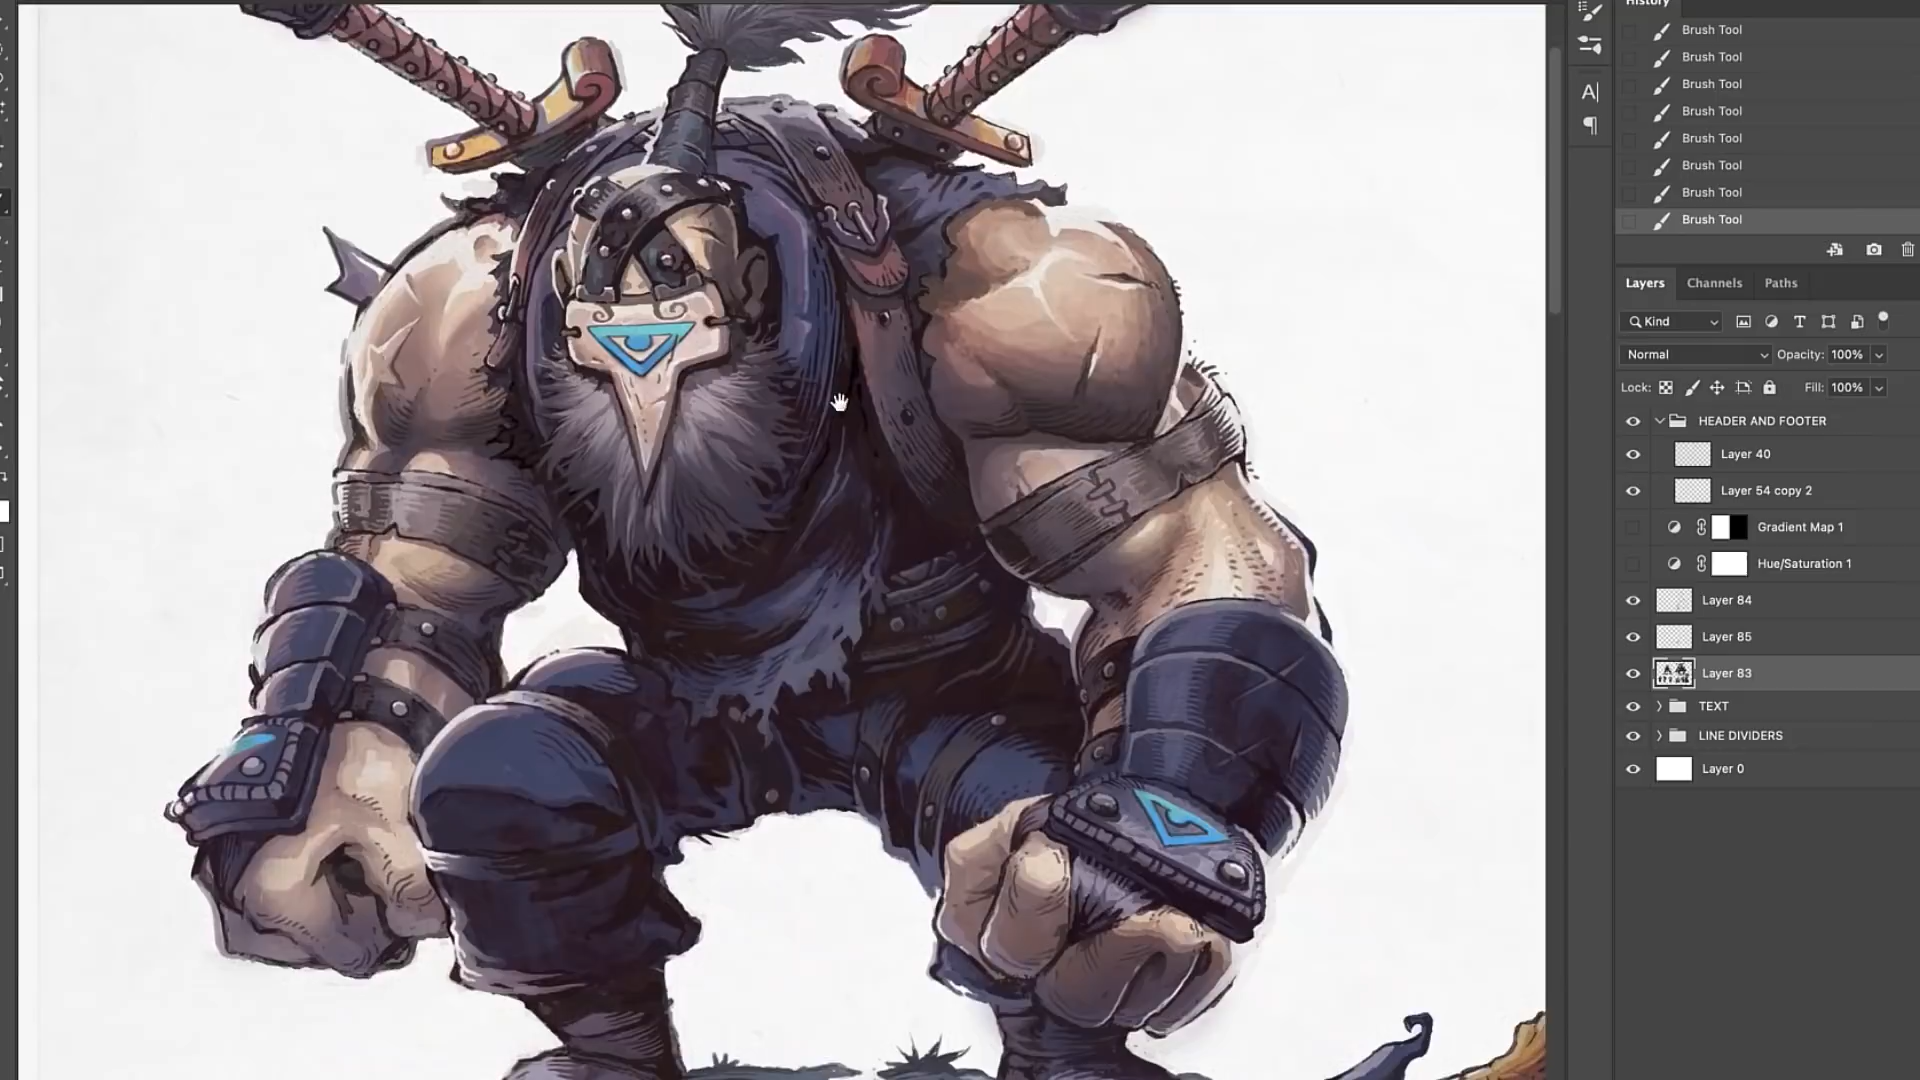 History
Brush Tool
Brush Tool
Brush Tool
Brush Tool
Brush Tool
Brush Tool
Brush Tool
Brush Tool
Layers Channels Paths
Kind
Normal Opacity: 100%
Lock: Fill: 100%
HEADER AND FOOTER
Layer 40
Layer 54 copy 2
Gradient Map 1
Hue/Saturation 1
Layer 84
Layer 85
Layer 83
TEXT
LINE DIVIDERS
Layer 0